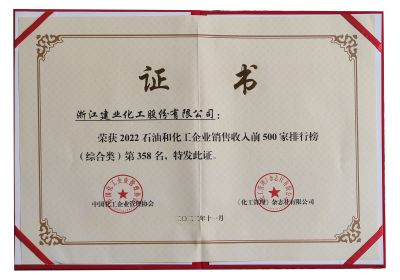 证书
浙江建业化工股份有限公司：
荣获2022石油和化工企业销售收入前500家排行榜
（综合类）第358名，特发此证。
中国化工企业管理协会
《化工管理》杂志社有限公司
二〇二二年十一月